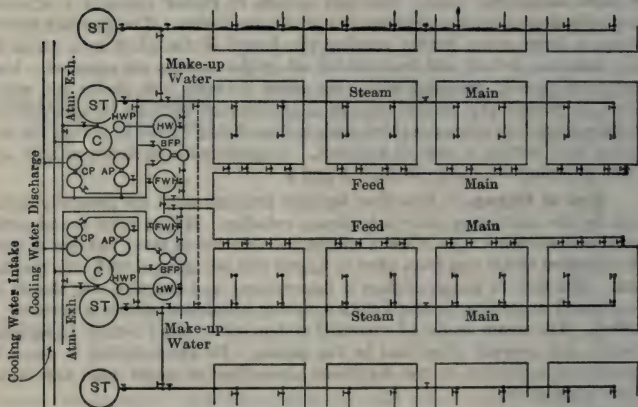 ST
Make-up
Water
Atm. Exh.
ST
Steam Main
HWP
HW
C
BFP
CP AP
FWH
Feed Main
Cooling Water Discharge
Cooling Water Intake
FWH
Feed Main
CP AP
BFP
C
HWP
HW
Atm. Exh
ST
Steam Main
Make-up
Water
ST